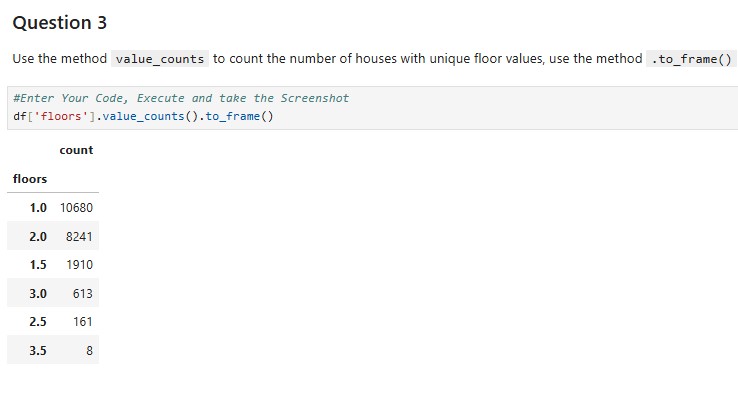 Question 3
Use the method value_counts to count the number of houses with unique floor values, use the method .to_frame()
#Enter Your Code, Execute and take the Screenshot
df['floors'].value_counts().to_frame()
count
floors
1.0 10680
2.0 8241
1.5 1910
3.0 613
2.5 161
3.5 8